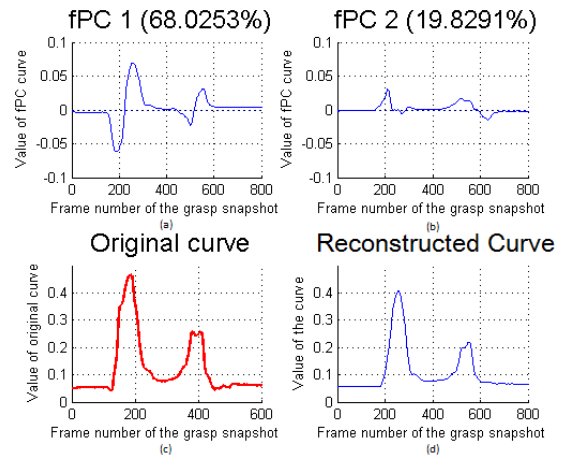 fPC 1 (68.0253%)
fPC 2 (19.8291%)
Value of fPC curve
0.1
0.05
0
-0.05
-0.1
0 200 400 600 800
Frame number of the grasp snapshot
(a)
Value of fPC curve
0.1
0.05
0
-0.05
-0.1
0 200 400 600 800
Frame number of the grasp snapshot
(b)
Original curve
Reconstructed Curve
Value of original curve
0.4
0.3
0.2
0.1
0
0 200 400 600
Frame number of the grasp snapshot
(c)
Value of the curve
0.4
0.3
0.2
0.1
0
0 200 400 600 800
Frame number of the grasp snapshot
(d)